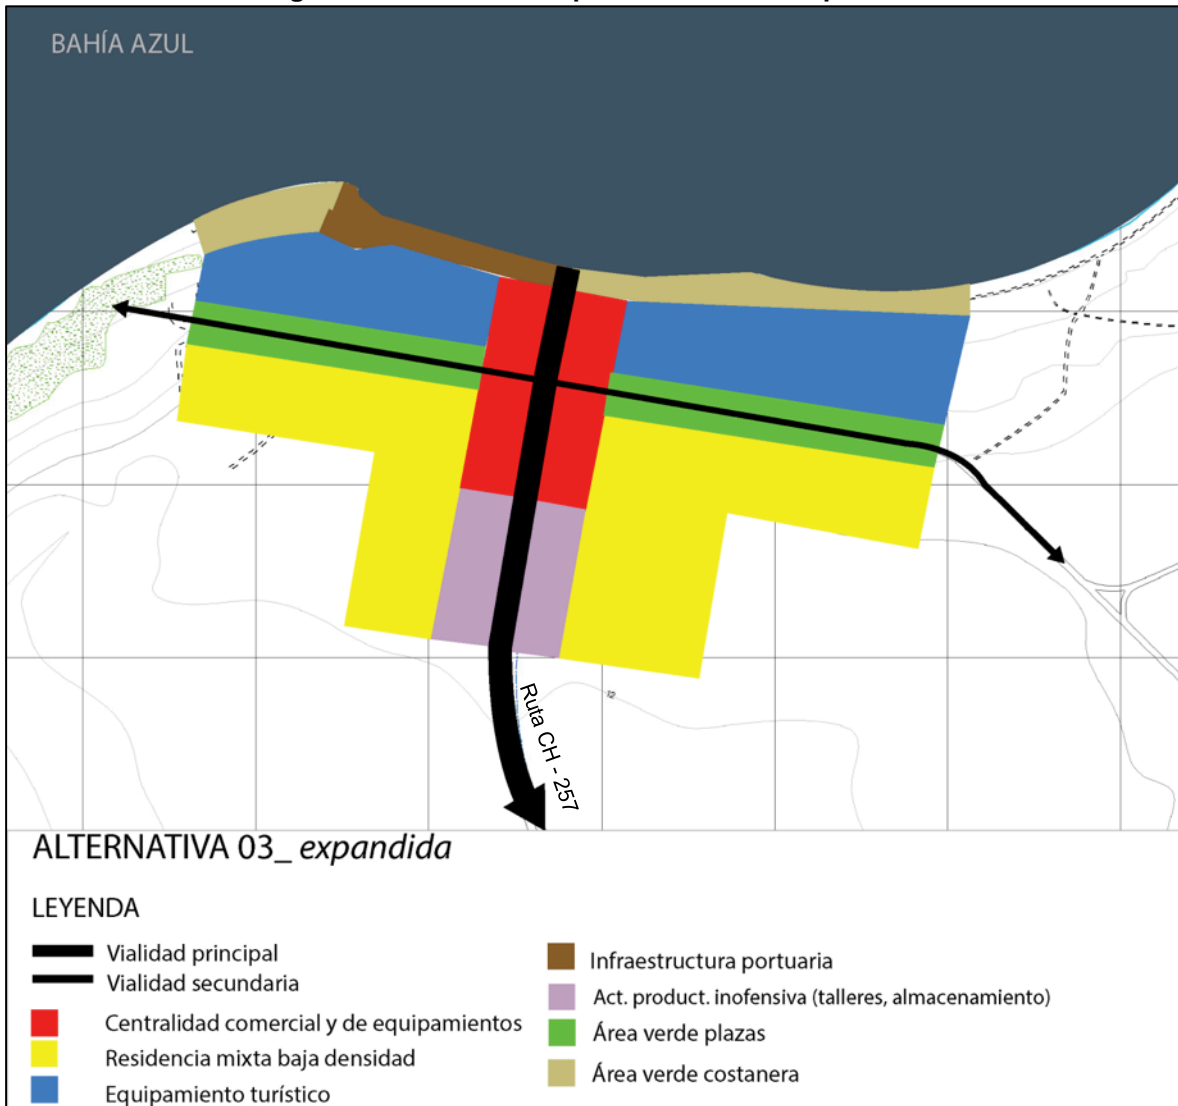 BAHÍA AZUL
Ruta CH - 257
12
ALTERNATIVA 03_ expandida
LEYENDA
Vialidad principal
Vialidad secundaria
Centralidad comercial y de equipamientos
Residencia mixta baja densidad
Equipamiento turístico
Infraestructura portuaria
Act. product. inofensiva (talleres, almacenamiento)
Área verde plazas
Área verde costanera